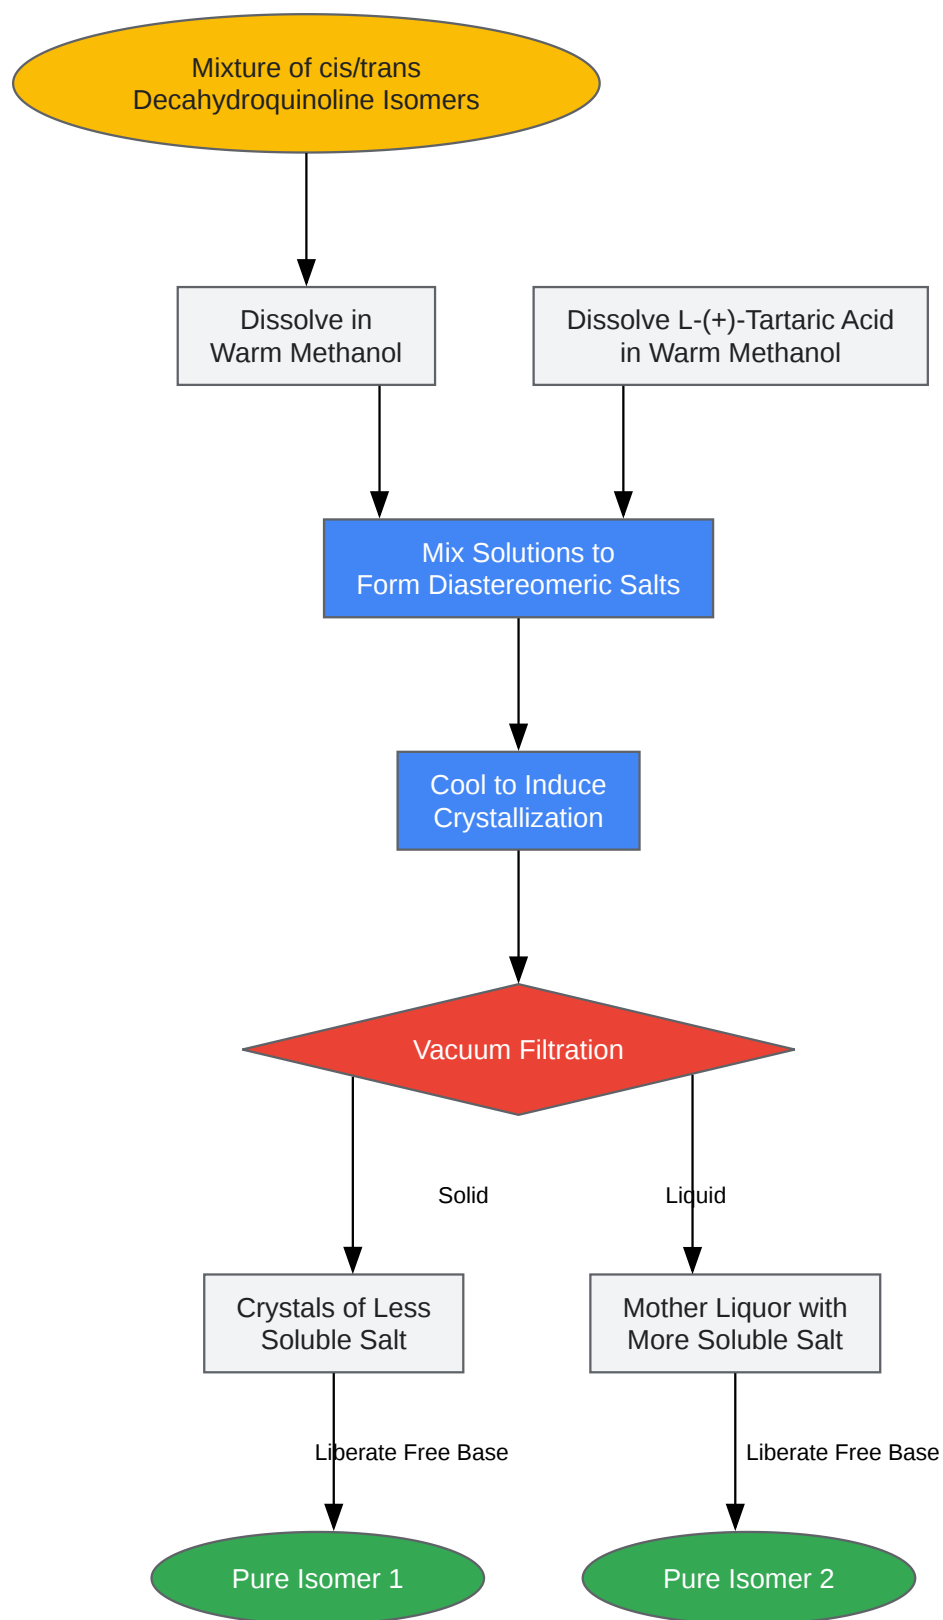 Mixture of cis/trans
Decahydroquinoline Isomers
Dissolve in
Warm Methanol
Dissolve L-(+)-Tartaric Acid
in Warm Methanol
Mix Solutions to
Form Diastereomeric Salts
Cool to Induce
Crystallization
Vacuum Filtration
Solid
Liquid
Crystals of Less
Soluble Salt
Mother Liquor with
More Soluble Salt
Liberate Free Base
Liberate Free Base
Pure Isomer 1
Pure Isomer 2